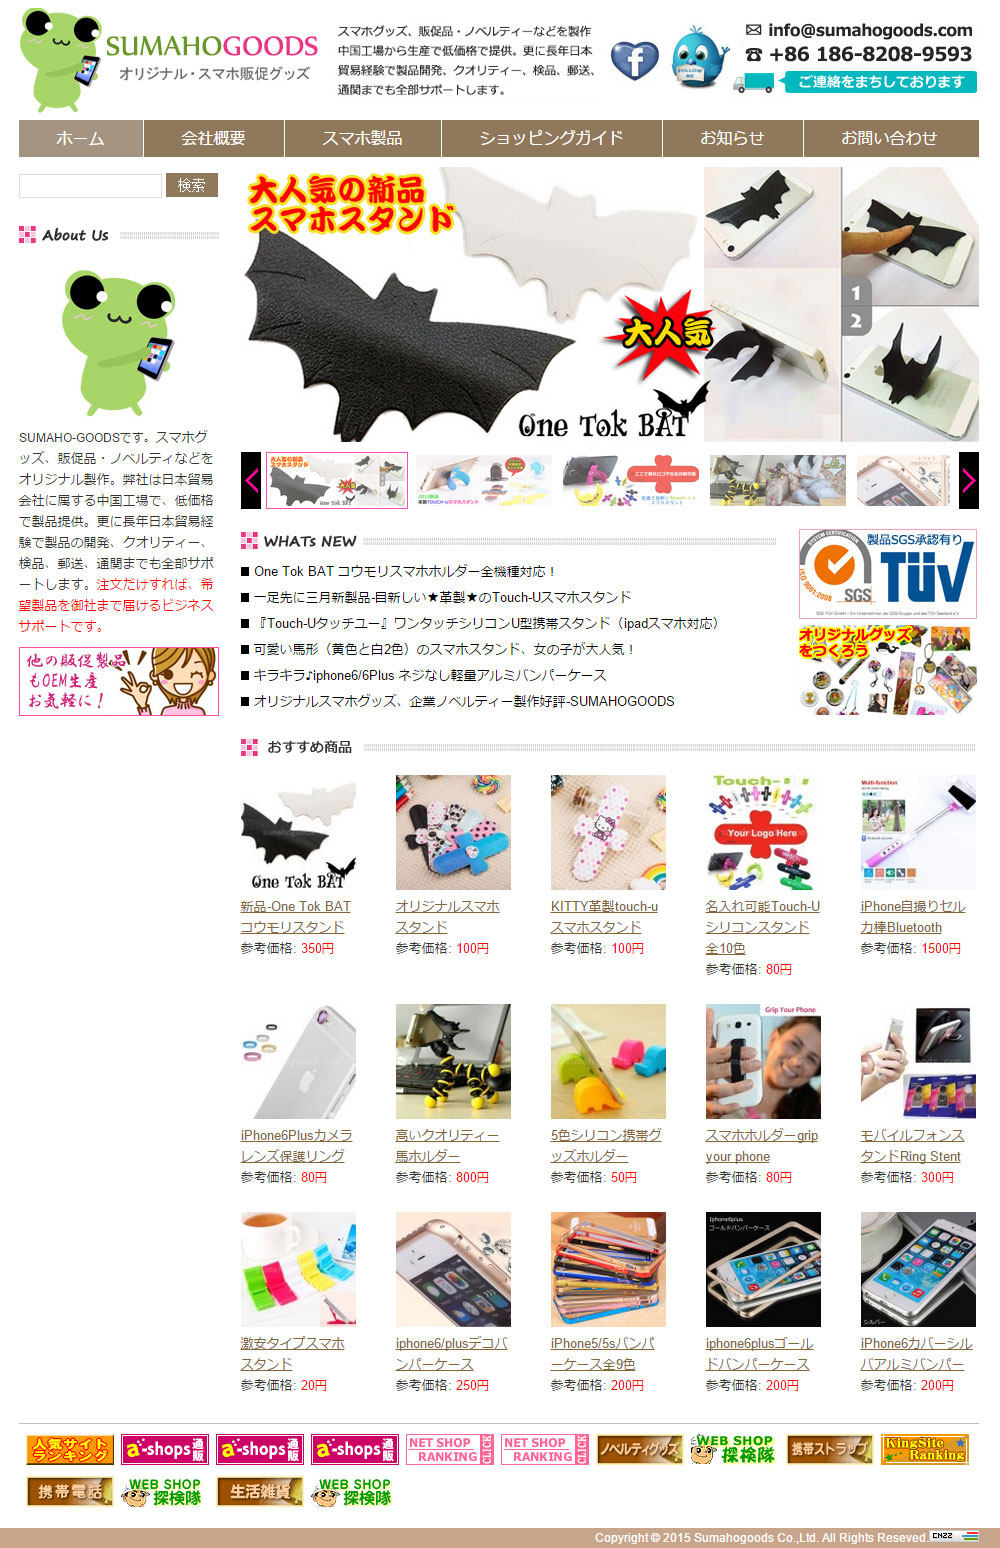 SUMAHOGOODS
オリジナル・スマホ販促グッズ
スマホグッズ、販促品・ノベルティーなどを製作
中国工場から生産で低価格で提供。更に長年日本
貿易経験で製品開発、クオリティー、検品、郵送、
通関までも全部サポートします。
FOLLOW ME
info@sumahogoods.com
+86 186-8208-9593
ご連絡をまちしております
ホーム 会社概要 スマホ製品 ショッピングガイド お知らせ お問い合わせ
検索
About Us
SUMAHO-GOODSです。スマホグ
ッズ、販促品・ノベルティなどを
オリジナル製作。弊社は日本貿易
会社に属する中国工場で、低価格
で製品提供。更に長年日本貿易経
験で製品の開発、クオリティー、
検品、郵送、通関までも全部サポ
ートします。注文だけすれば、希
望製品を御社まで届けるビジネス
サポートです。
他の販促製品
もOEM生産
お気軽に！
大人気の新品
スマホスタンド
大人気
One Tok BAT
1
2
WHATs NEW
■ One Tok BAT コウモリスマホホルダー全機種対応！
■ 一足先に三月新製品-目新しい★革製★のTouch-Uスマホスタンド
■ 『Touch-Uタッチユー』ワンタッチシリコンU型携帯スタンド（ipadスマホ対応）
■ 可愛い馬形（黄色と白2色）のスマホスタンド、女の子が大人気！
■ キラキラ♪iphone6/6Plus ネジなし軽量アルミバンパーケース
■ オリジナルスマホグッズ、企業ノベルティー製作好評-SUMAHOGOODS
製品SGS承認有り
SYSTEM CERTIFICATION
ISO 9001:2008
SGS
TÜV
オリジナルグッズ
をつくろう
おすすめ商品
One Tok BAT
Touch-U
Your Logo Here
Multi-function
新品-One Tok BAT
コウモリスタンド
参考価格: 350円
オリジナルスマホ
スタンド
参考価格: 100円
KITTY革製touch-u
スマホスタンド
参考価格: 100円
名入れ可能Touch-U
シリコンスタンド
全10色
参考価格: 80円
iPhone自撮りセル
カ棒Bluetooth
参考価格: 1500円
Grip Your Phone
iPhone6Plusカメラ
レンズ保護リング
参考価格: 80円
高いクオリティー
馬ホルダー
参考価格: 800円
5色シリコン携帯グ
ッズホルダー
参考価格: 50円
スマホホルダーgrip
your phone
参考価格: 80円
モバイルフォンス
タンドRing Stent
参考価格: 300円
Iphone6plus
ゴールドバンパーケース
シルバー
激安タイプスマホ
スタンド
参考価格: 20円
iphone6/plusデコバ
ンパーケース
参考価格: 250円
iPhone5/5sバンパ
ーケース全9色
参考価格: 200円
iphone6plusゴール
ドバンパーケース
参考価格: 200円
iPhone6カバーシル
バアルミバンパー
参考価格: 200円
人気サイト
ランキング
a-shops通販
a-shops通販
a-shops通販
NET SHOP RANKING CLICK
NET SHOP RANKING CLICK
ノベルティグッズ
WEB SHOP 探検隊
携帯ストラップ
KingSite Ranking
携帯電話
WEB SHOP 探検隊
生活雑貨
WEB SHOP 探検隊
Copyright © 2015 Sumahogoods Co.,Ltd. All Rights Reseved. CNZZ